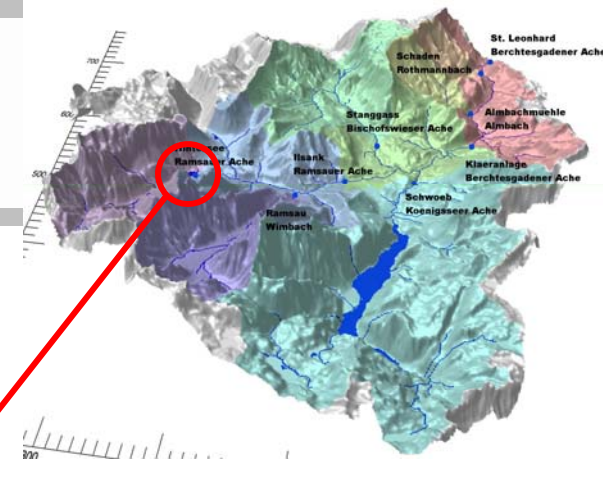 St. Leonhard
Berchtesgadener Ache
Schaden
Rothmannbach
700
Almbachmuehle
Almbach
600
Stanggass
Bischofswieser Ache
Hintersee
Ramsauer Ache
Ilsank
Ramsauer Ache
Klaeranlage
Berchtesgadener Ache
500
Schwoeb
Koenigsseer Ache
Ramsau
Wimbach